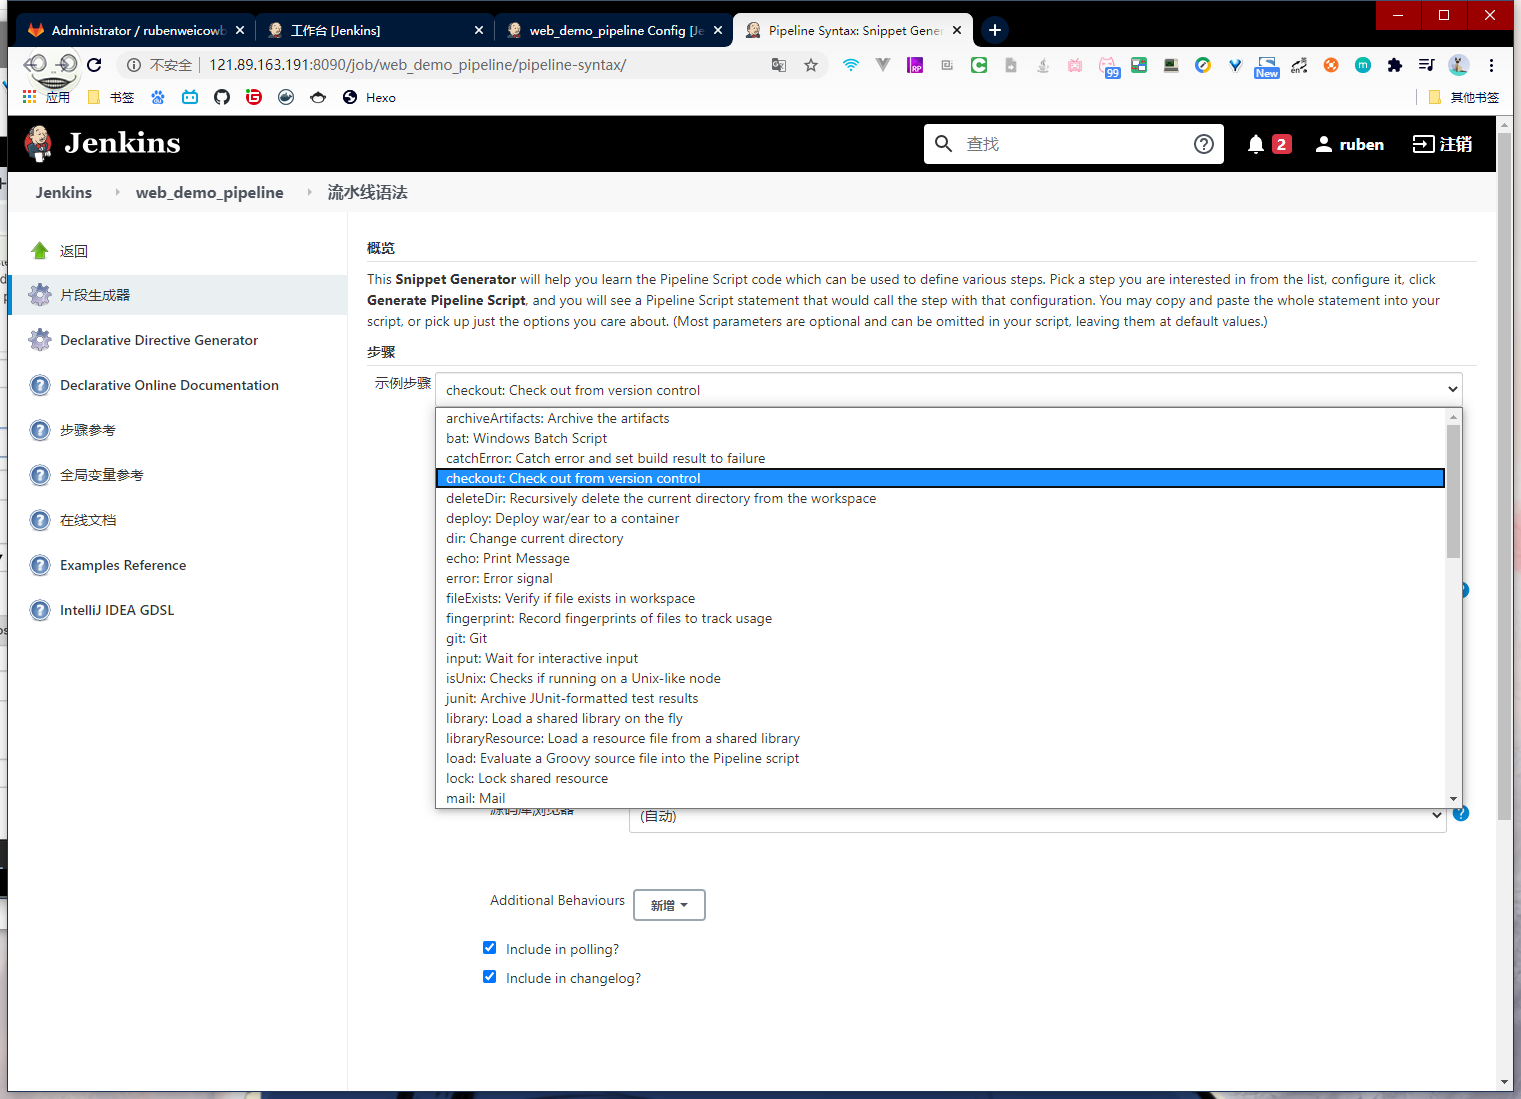 Administrator / rubenweicowb
工作台 [Jenkins]
web_demo_pipeline Config [Je
Pipeline Syntax: Snippet Gener
不安全
121.89.163.191:8090/job/web_demo_pipeline/pipeline-syntax/
99
New
应用
书签
Hexo
其他书签
Jenkins
查找
2
ruben
注销
Jenkins
web_demo_pipeline
流水线语法
返回
片段生成器
Declarative Directive Generator
Declarative Online Documentation
步骤参考
全局变量参考
在线文档
Examples Reference
IntelliJ IDEA GDSL
概览
This Snippet Generator will help you learn the Pipeline Script code which can be used to define various steps. Pick a step you are interested in from the list, configure it, click
Generate Pipeline Script, and you will see a Pipeline Script statement that would call the step with that configuration. You may copy and paste the whole statement into your
script, or pick up just the options you care about. (Most parameters are optional and can be omitted in your script, leaving them at default values.)
步骤
示例步骤
checkout: Check out from version control
archiveArtifacts: Archive the artifacts
bat: Windows Batch Script
catchError: Catch error and set build result to failure
checkout: Check out from version control
deleteDir: Recursively delete the current directory from the workspace
deploy: Deploy war/ear to a container
dir: Change current directory
echo: Print Message
error: Error signal
fileExists: Verify if file exists in workspace
fingerprint: Record fingerprints of files to track usage
git: Git
input: Wait for interactive input
isUnix: Checks if running on a Unix-like node
junit: Archive JUnit-formatted test results
library: Load a shared library on the fly
libraryResource: Load a resource file from a shared library
load: Evaluate a Groovy source file into the Pipeline script
lock: Lock shared resource
mail: Mail
源码库浏览器
(自动)
Additional Behaviours
新增
Include in polling?
Include in changelog?